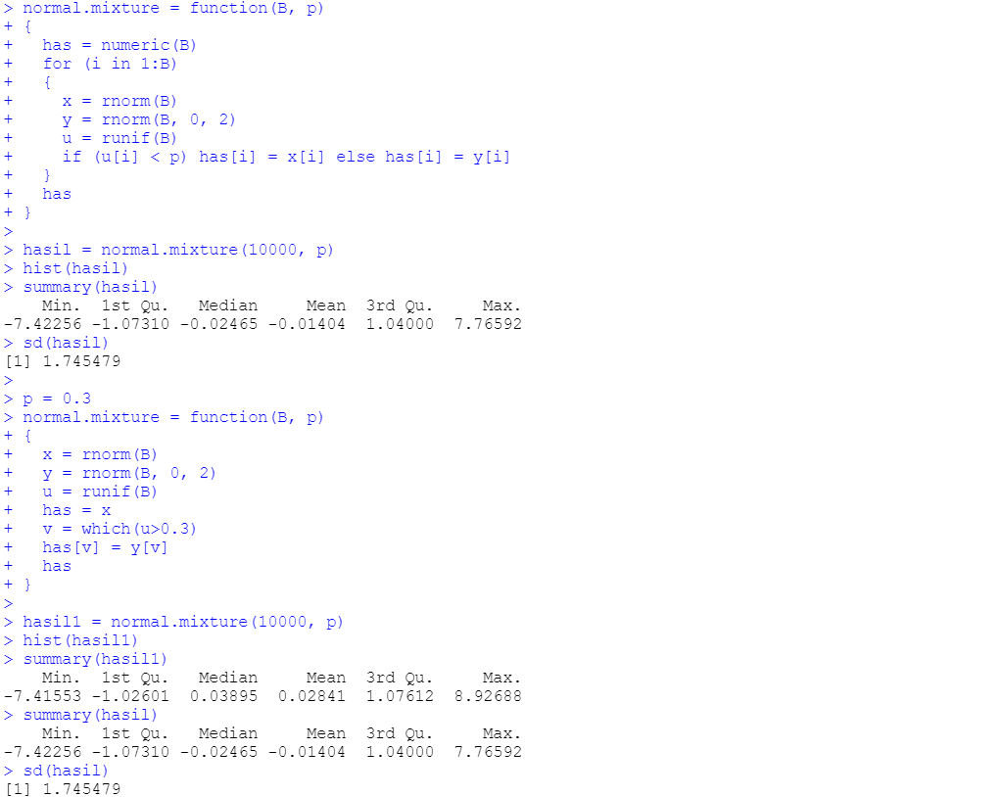 > normal.mixture = function(B, p)
+ {
+   has = numeric(B)
+   for (i in 1:B)
+   {
+     x = rnorm(B)
+     y = rnorm(B, 0, 2)
+     u = runif(B)
+     if (u[i] < p) has[i] = x[i] else has[i] = y[i]
+   }
+   has
+ }
>
> hasil = normal.mixture(10000, p)
> hist(hasil)
> summary(hasil)
    Min.  1st Qu.   Median     Mean  3rd Qu.     Max.
-7.42256 -1.07310 -0.02465 -0.01404  1.04000  7.76592
> sd(hasil)
[1] 1.745479
>
> p = 0.3
> normal.mixture = function(B, p)
+ {
+   x = rnorm(B)
+   y = rnorm(B, 0, 2)
+   u = runif(B)
+   has = x
+   v = which(u>0.3)
+   has[v] = y[v]
+   has
+ }
>
> hasil1 = normal.mixture(10000, p)
> hist(hasil1)
> summary(hasil1)
    Min.  1st Qu.   Median     Mean  3rd Qu.     Max.
-7.41553 -1.02601  0.03895  0.02841  1.07612  8.92688
> summary(hasil)
    Min.  1st Qu.   Median     Mean  3rd Qu.     Max.
-7.42256 -1.07310 -0.02465 -0.01404  1.04000  7.76592
> sd(hasil)
[1] 1.745479